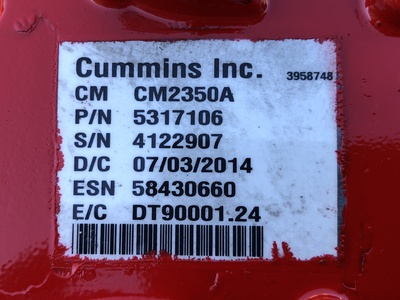 Cummins Inc. 3958748
CM CM2350A
P/N 5317106
S/N 4122907
D/C 07/03/2014
ESN 58430660
E/C DT90001.24